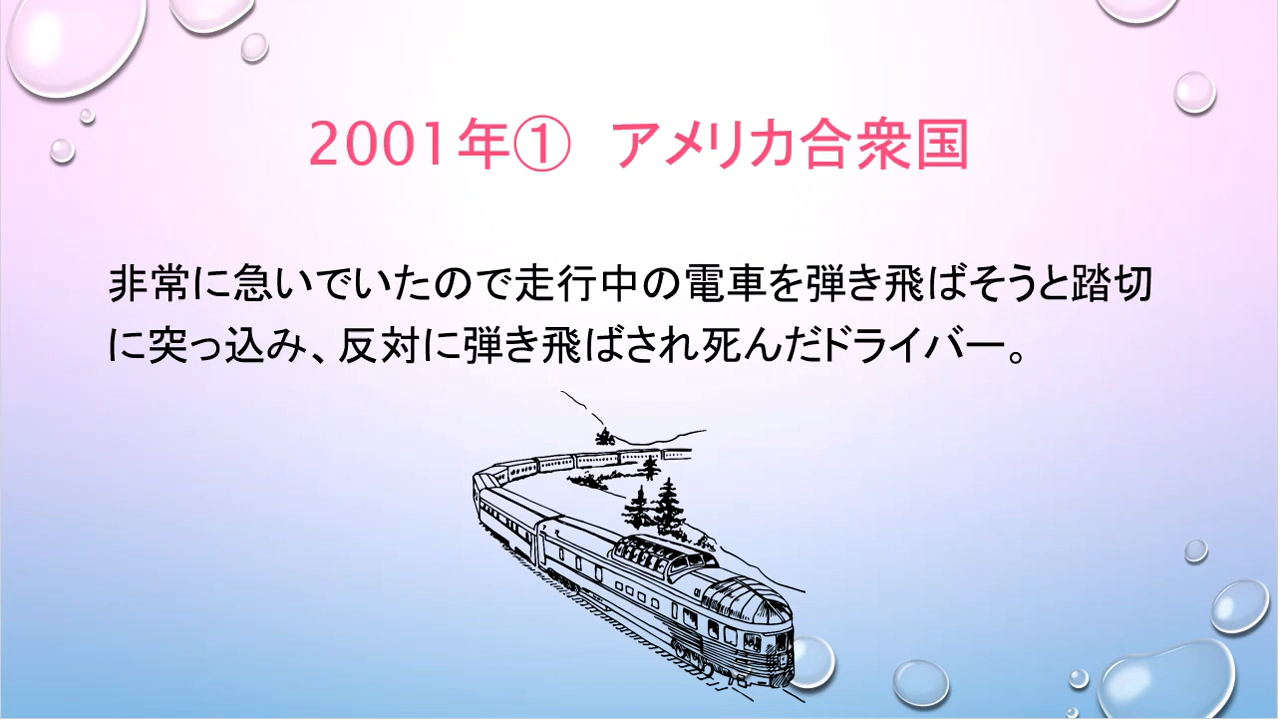 2001年① アメリカ合衆国
非常に急いでいたので走行中の電車を弾き飛ばそうと踏切
に突っ込み、反対に弾き飛ばされ死んだドライバー。